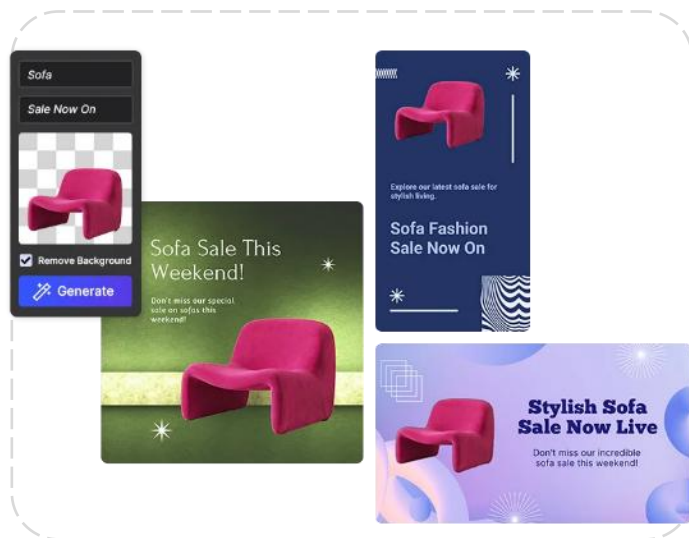 Sofa
Sale Now On
Remove Background
Generate
Sofa Sale This
Weekend!
Don't miss our special
sale on sofas this
weekend!
Explore our latest sofa sale for
stylish living.
Sofa Fashion
Sale Now On
Stylish Sofa
Sale Now Live
Don't miss our incredible
sofa sale this weekend!